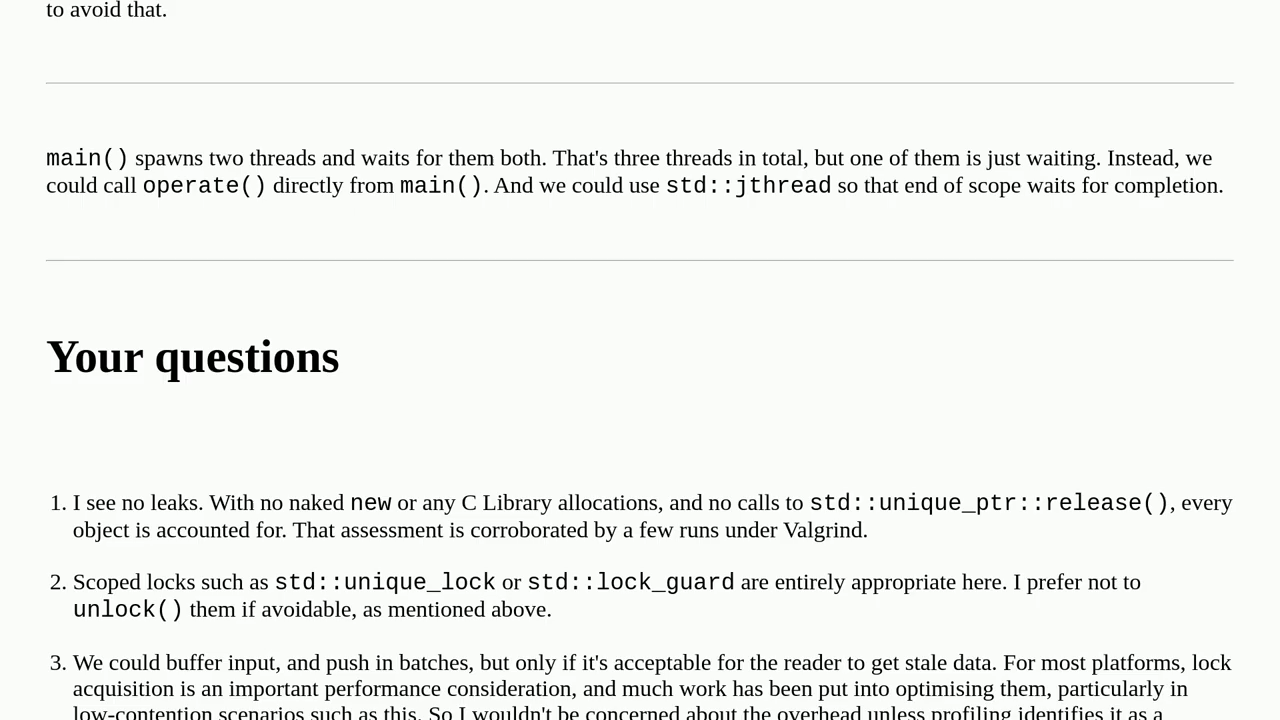 to avoid that.
main() spawns two threads and waits for them both. That's three threads in total, but one of them is just waiting. Instead, we
could call operate() directly from main(). And we could use std::jthread so that end of scope waits for completion.
Your questions
1. I see no leaks. With no naked new or any C Library allocations, and no calls to std::unique_ptr::release(), every
object is accounted for. That assessment is corroborated by a few runs under Valgrind.
2. Scoped locks such as std::unique_lock or std::lock_guard are entirely appropriate here. I prefer not to
unlock() them if avoidable, as mentioned above.
3. We could buffer input, and push in batches, but only if it's acceptable for the reader to get stale data. For most platforms, lock
acquisition is an important performance consideration, and much work has been put into optimising them, particularly in
low-contention scenarios such as this. So I wouldn't be concerned about the overhead unless profiling identifies it as a